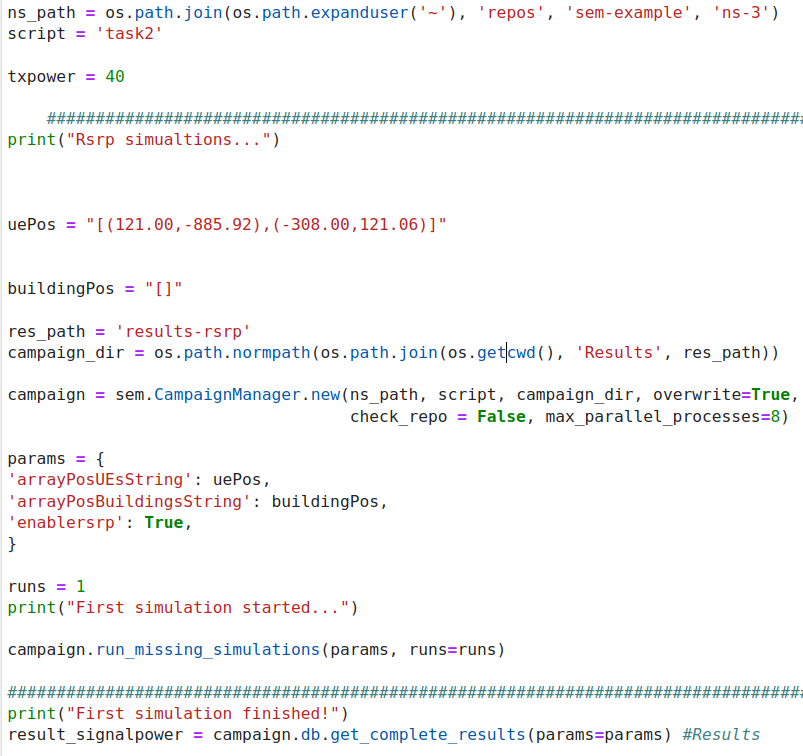 ns_path = os.path.join(os.path.expanduser('~'), 'repos', 'sem-example', 'ns-3')
script = 'task2'
txpower = 40
    ##############################################################################
print("Rsrp simualtions...")
uePos = "[(121.00,-885.92),(-308.00,121.06)]"
buildingPos = "[]"
res_path = 'results-rsrp'
campaign_dir = os.path.normpath(os.path.join(os.getcwd(), 'Results', res_path))
campaign = sem.CampaignManager.new(ns_path, script, campaign_dir, overwrite=True,
                                   check_repo = False, max_parallel_processes=8)
params = {
'arrayPosUEsString': uePos,
'arrayPosBuildingsString': buildingPos,
'enablersrp': True,
}
runs = 1
print("First simulation started...")
campaign.run_missing_simulations(params, runs=runs)
##################################################################################
print("First simulation finished!")
result_signalpower = campaign.db.get_complete_results(params=params) #Results